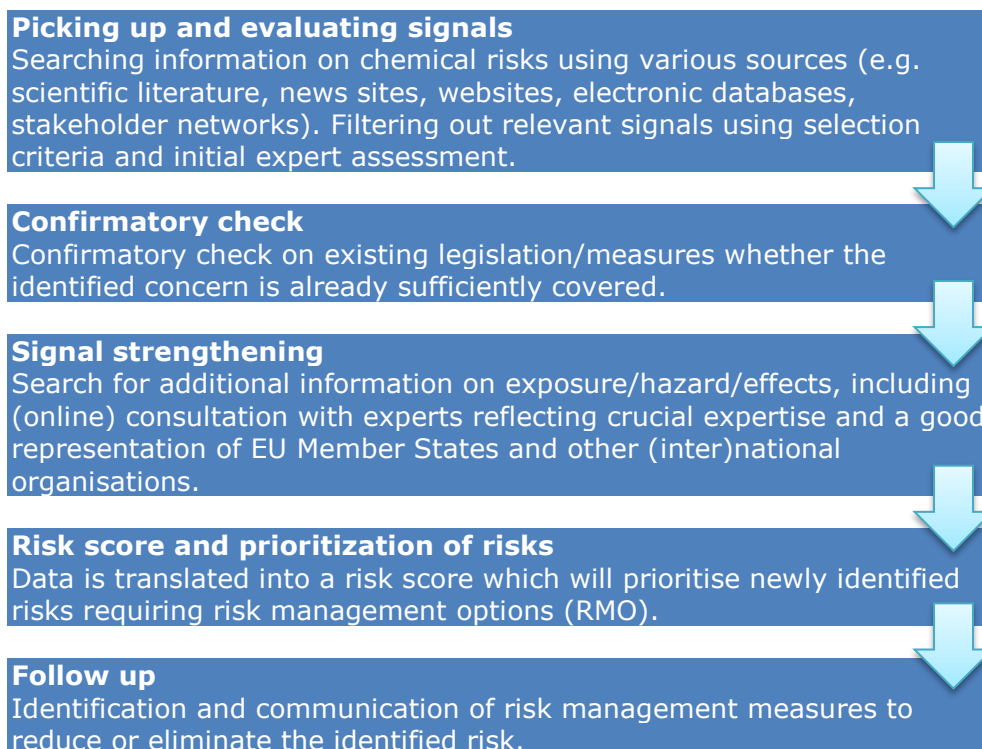 Picking up and evaluating signals
Searching information on chemical risks using various sources (e.g.
scientific literature, news sites, websites, electronic databases,
stakeholder networks). Filtering out relevant signals using selection
criteria and initial expert assessment.
Confirmatory check
Confirmatory check on existing legislation/measures whether the
identified concern is already sufficiently covered.
Signal strengthening
Search for additional information on exposure/hazard/effects, including
(online) consultation with experts reflecting crucial expertise and a good
representation of EU Member States and other (inter)national
organisations.
Risk score and prioritization of risks
Data is translated into a risk score which will prioritise newly identified
risks requiring risk management options (RMO).
Follow up
Identification and communication of risk management measures to
reduce or eliminate the identified risk.